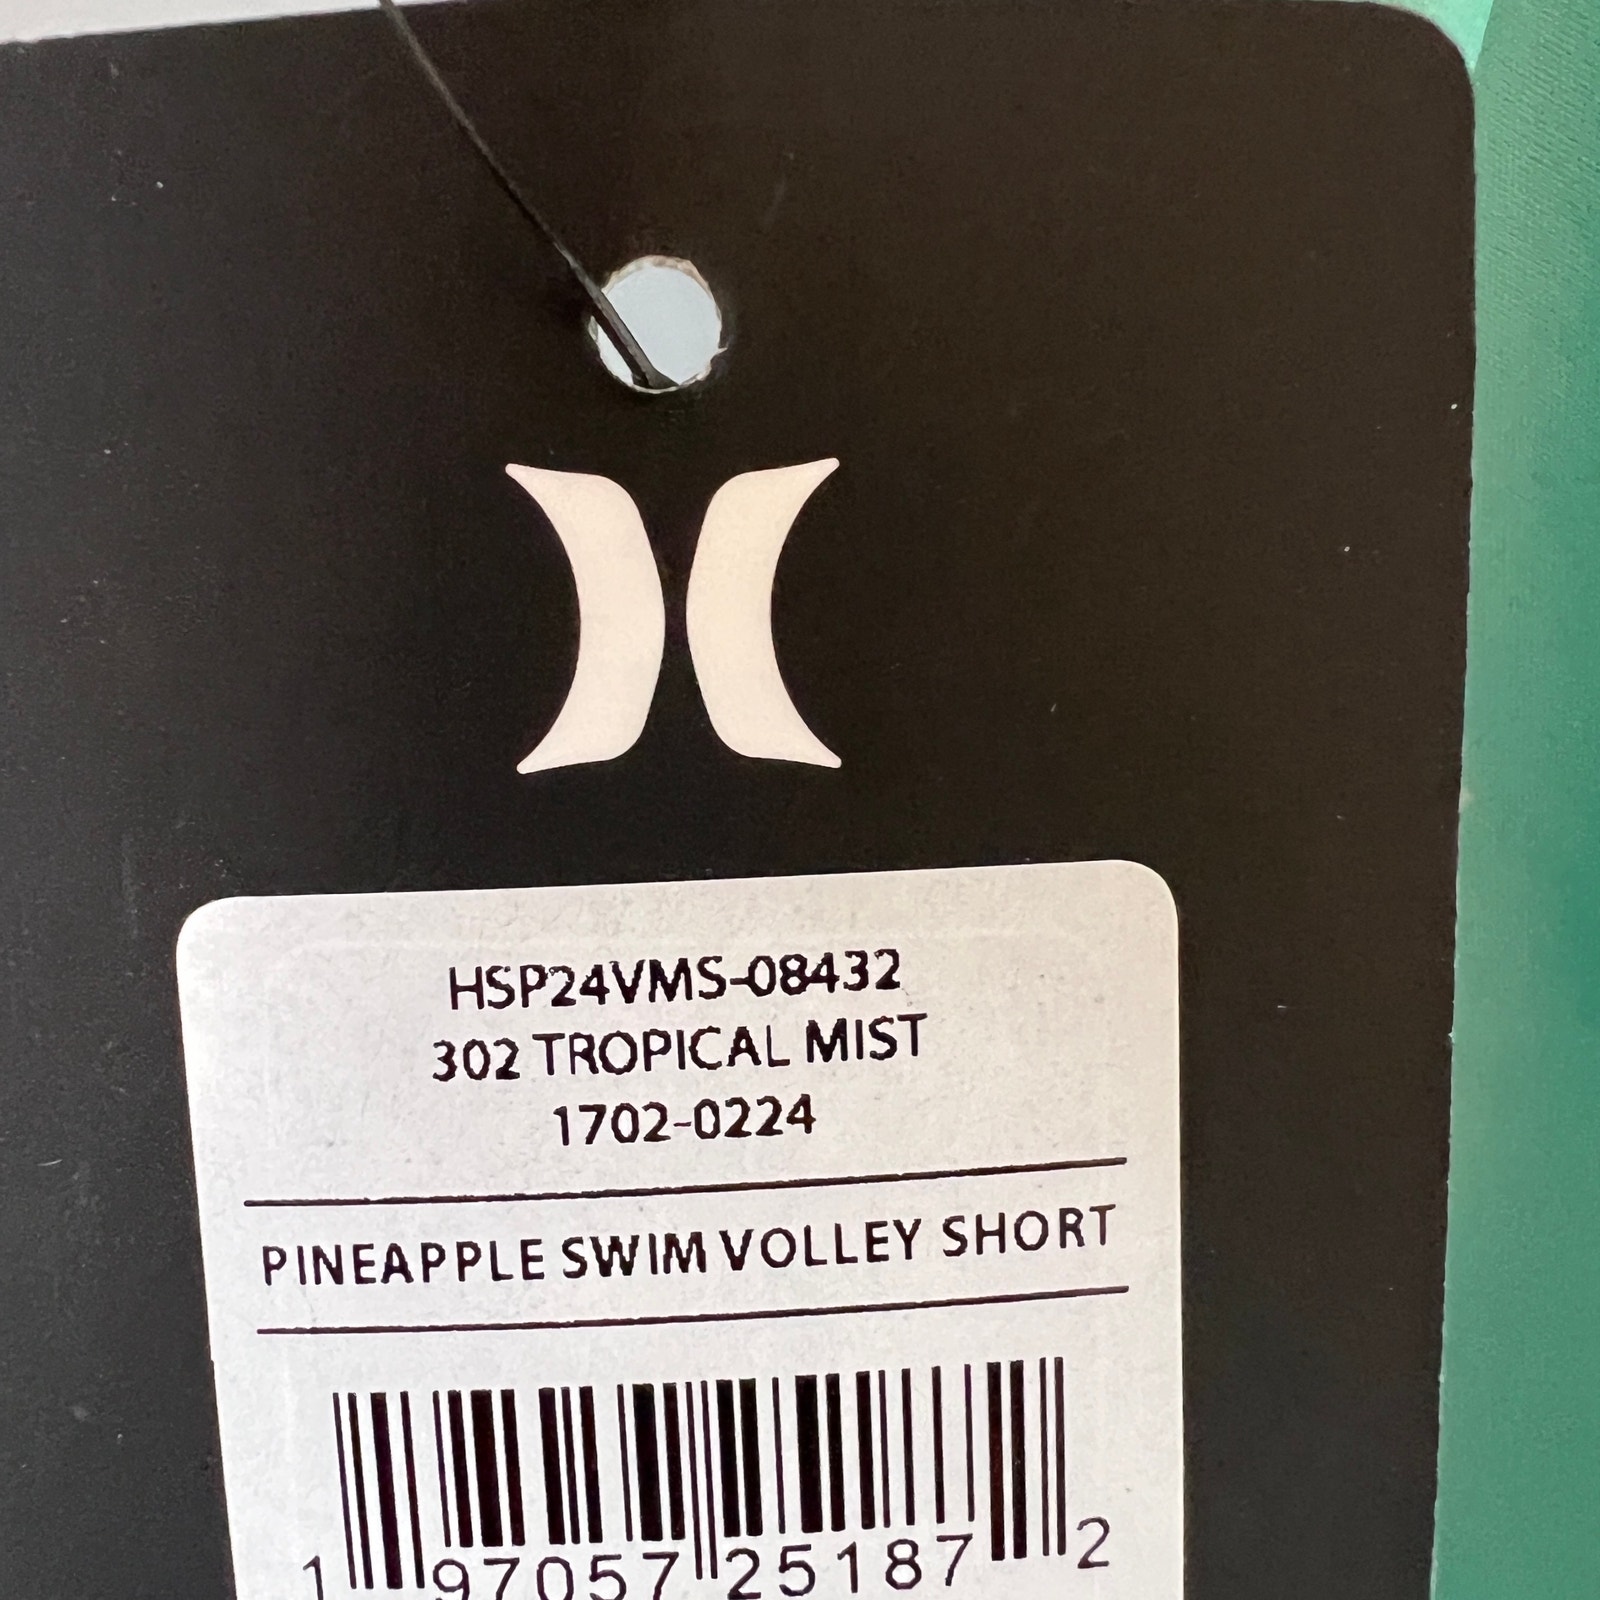 HSP24VMS-08432
302 TROPICAL MIST
1702-0224
PINEAPPLE SWIM VOLLEY SHORT
1 97057 25187 2